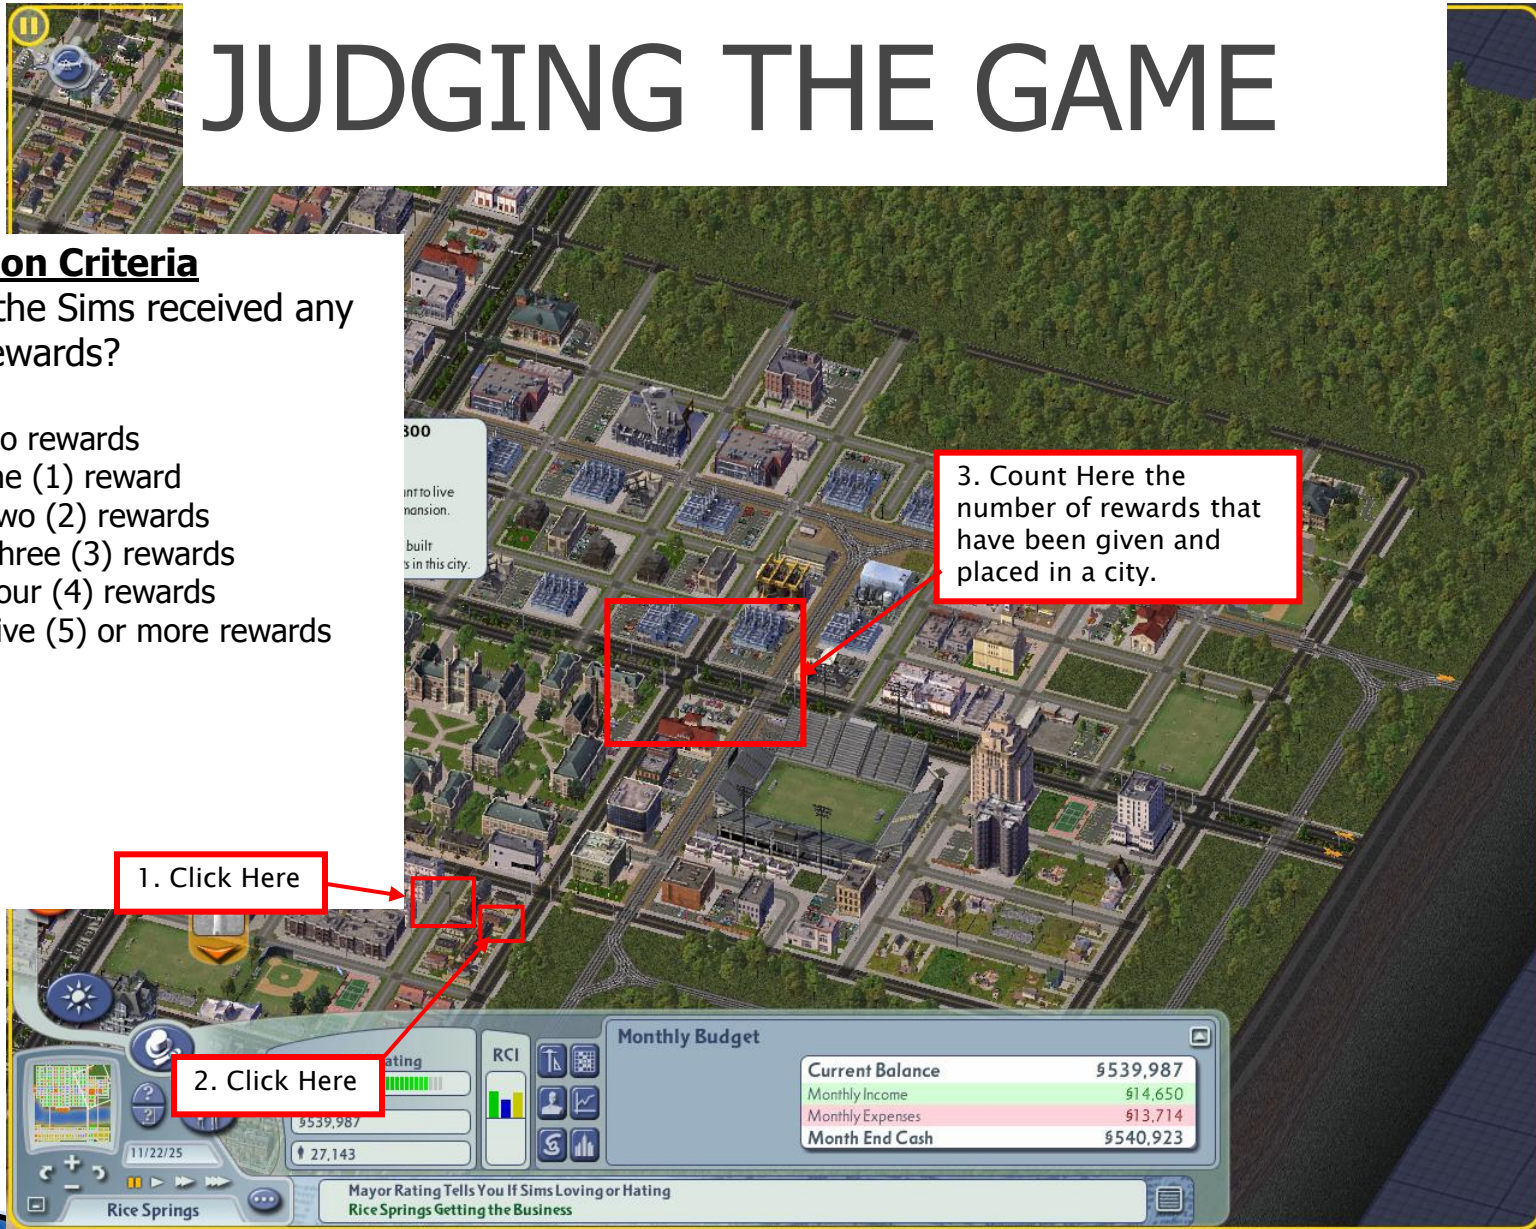 JUDGING THE GAME
on Criteria
the Sims received any
ewards?
o rewards
ne (1) reward
wo (2) rewards
hree (3) rewards
our (4) rewards
ive (5) or more rewards
300
nt to live
mansion.
built
s in this city.
3. Count Here the
number of rewards that
have been given and
placed in a city.
1. Click Here
2. Click Here
ating
RCI
§539,987
27,143
11/22/25
Rice Springs
Monthly Budget
Current Balance §539,987
Monthly Income §14,650
Monthly Expenses §13,714
Month End Cash §540,923
Mayor Rating Tells You If Sims Loving or Hating
Rice Springs Getting the Business